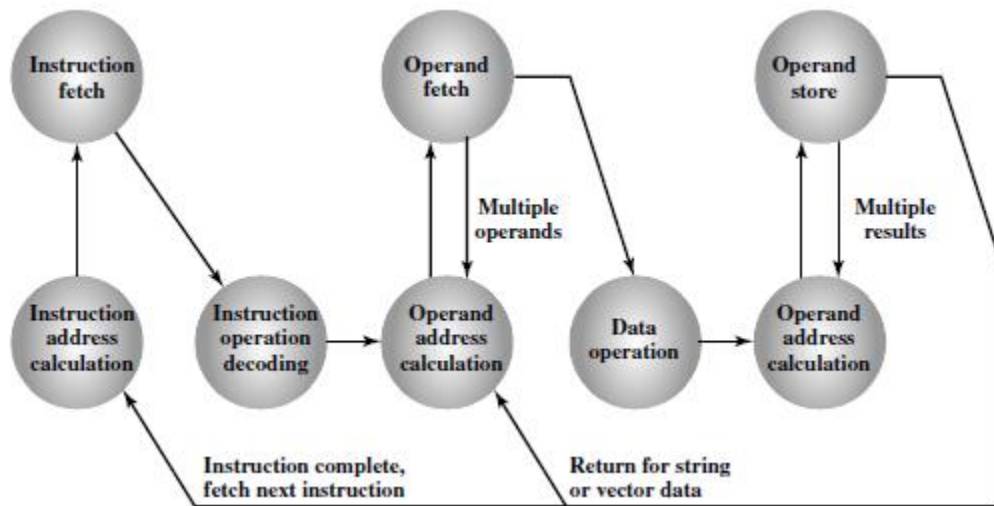 Instruction
fetch
Operand
fetch
Operand
store
Multiple
operands
Multiple
results
Instruction
address
calculation
Instruction
operation
decoding
Operand
address
calculation
Data
operation
Operand
address
calculation
Instruction complete,
fetch next instruction
Return for string
or vector data